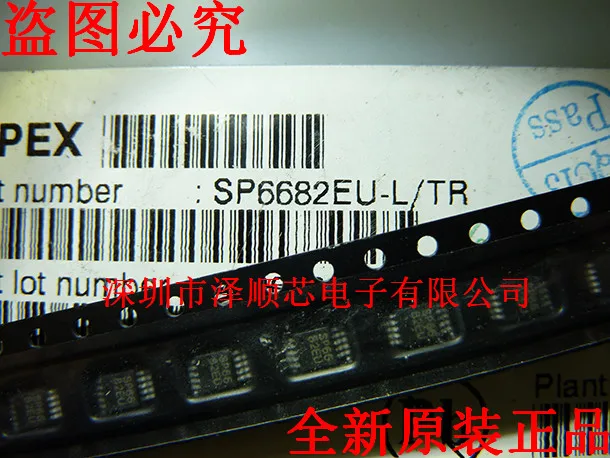 盗图必究
PEX
t number : SP6682EU-L/TR
t lot number
深圳市泽顺芯电子有限公司
Pass
Plant
全新原装正品